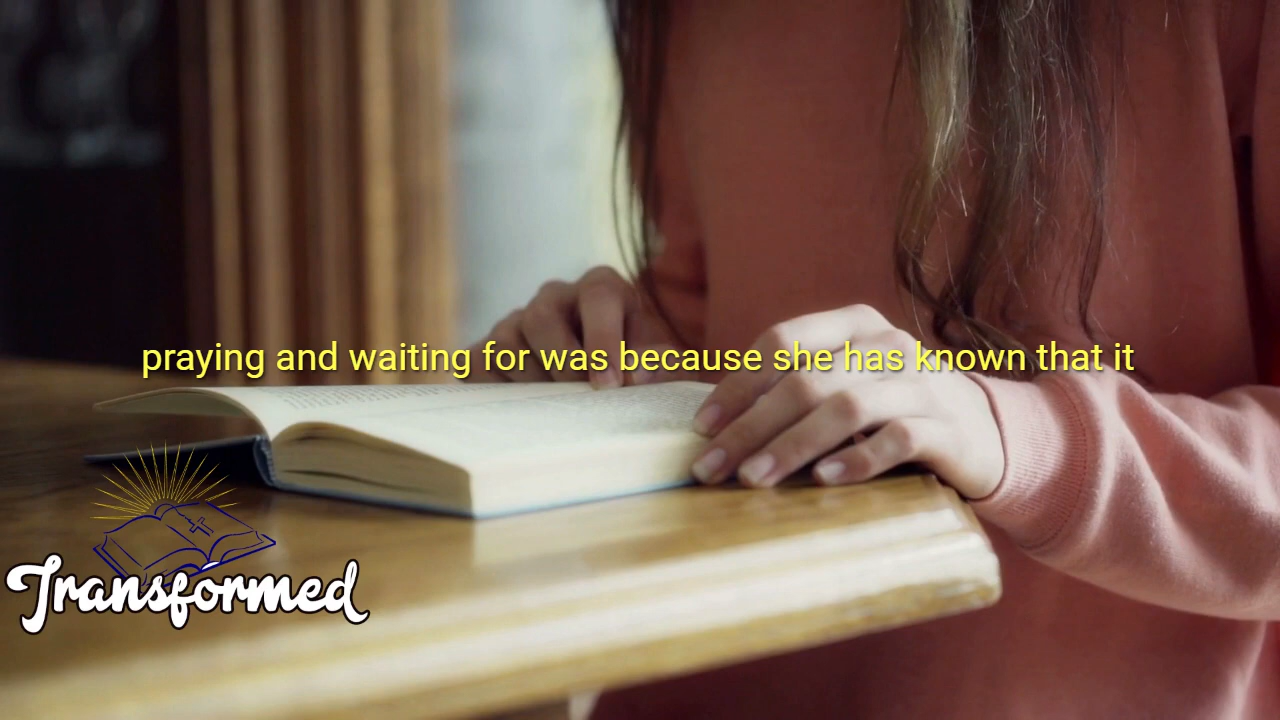 praying and waiting for was because she has known that it
Transformed